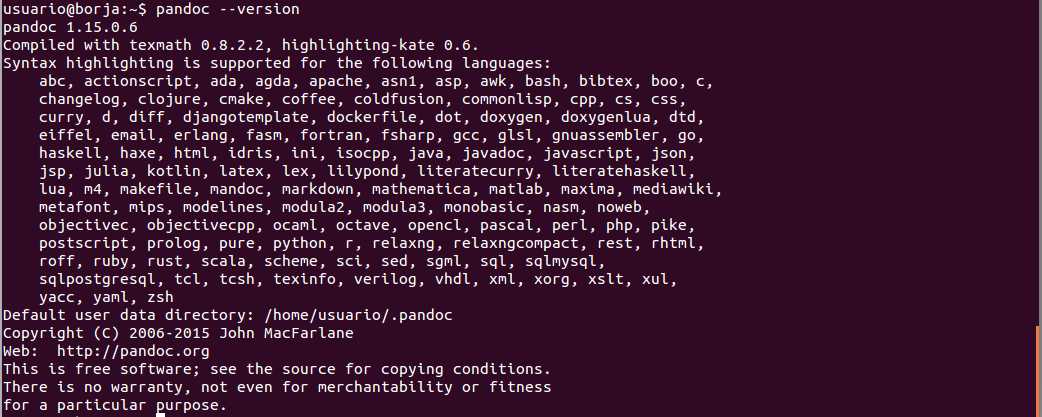 usuario@borja:~$ pandoc --version
pandoc 1.15.0.6
Compiled with texmath 0.8.2.2, highlighting-kate 0.6.
Syntax highlighting is supported for the following languages:
    abc, actionscript, ada, agda, apache, asn1, asp, awk, bash, bibtex, boo, c,
    changelog, clojure, cmake, coffee, coldfusion, commonlisp, cpp, cs, css,
    curry, d, diff, djangotemplate, dockerfile, dot, doxygen, doxygenlua, dtd,
    eiffel, email, erlang, fasm, fortran, fsharp, gcc, glsl, gnuassembler, go,
    haskell, haxe, html, idris, ini, isocpp, java, javadoc, javascript, json,
    jsp, julia, kotlin, latex, lex, lilypond, literatecurry, literatehaskell,
    lua, m4, makefile, mandoc, markdown, mathematica, matlab, maxima, mediawiki,
    metafont, mips, modelines, modula2, modula3, monobasic, nasm, noweb,
    objectivec, objectivecpp, ocaml, octave, opencl, pascal, perl, php, pike,
    postscript, prolog, pure, python, r, relaxng, relaxngcompact, rest, rhtml,
    roff, ruby, rust, scala, scheme, sci, sed, sgml, sql, sqlmysql,
    sqlpostgresql, tcl, tcsh, texinfo, verilog, vhdl, xml, xorg, xslt, xul,
    yacc, yaml, zsh
Default user data directory: /home/usuario/.pandoc
Copyright (C) 2006-2015 John MacFarlane
Web:  http://pandoc.org
This is free software; see the source for copying conditions.
There is no warranty, not even for merchantability or fitness
for a particular purpose.